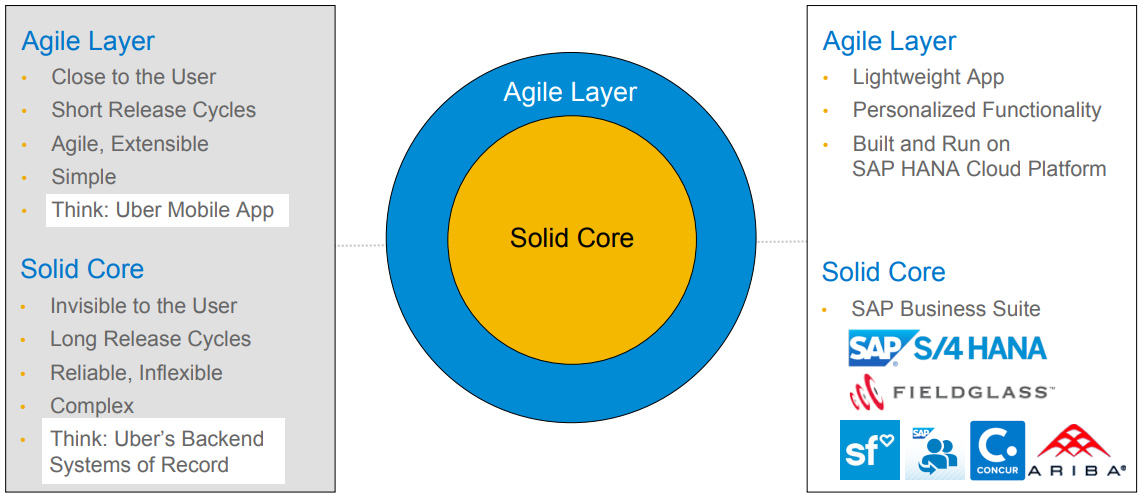 Agile Layer
• Close to the User
• Short Release Cycles
• Agile, Extensible
• Simple
• Think: Uber Mobile App
Solid Core
• Invisible to the User
• Long Release Cycles
• Reliable, Inflexible
• Complex
• Think: Uber's Backend
Systems of Record
Agile Layer
Solid Core
Agile Layer
• Lightweight App
• Personalized Functionality
• Built and Run on
SAP HANA Cloud Platform
Solid Core
• SAP Business Suite
SAP® S/4 HANA
FIELDGLASS™
sf♡
SAP
C.
CONCUR
ARIBA®